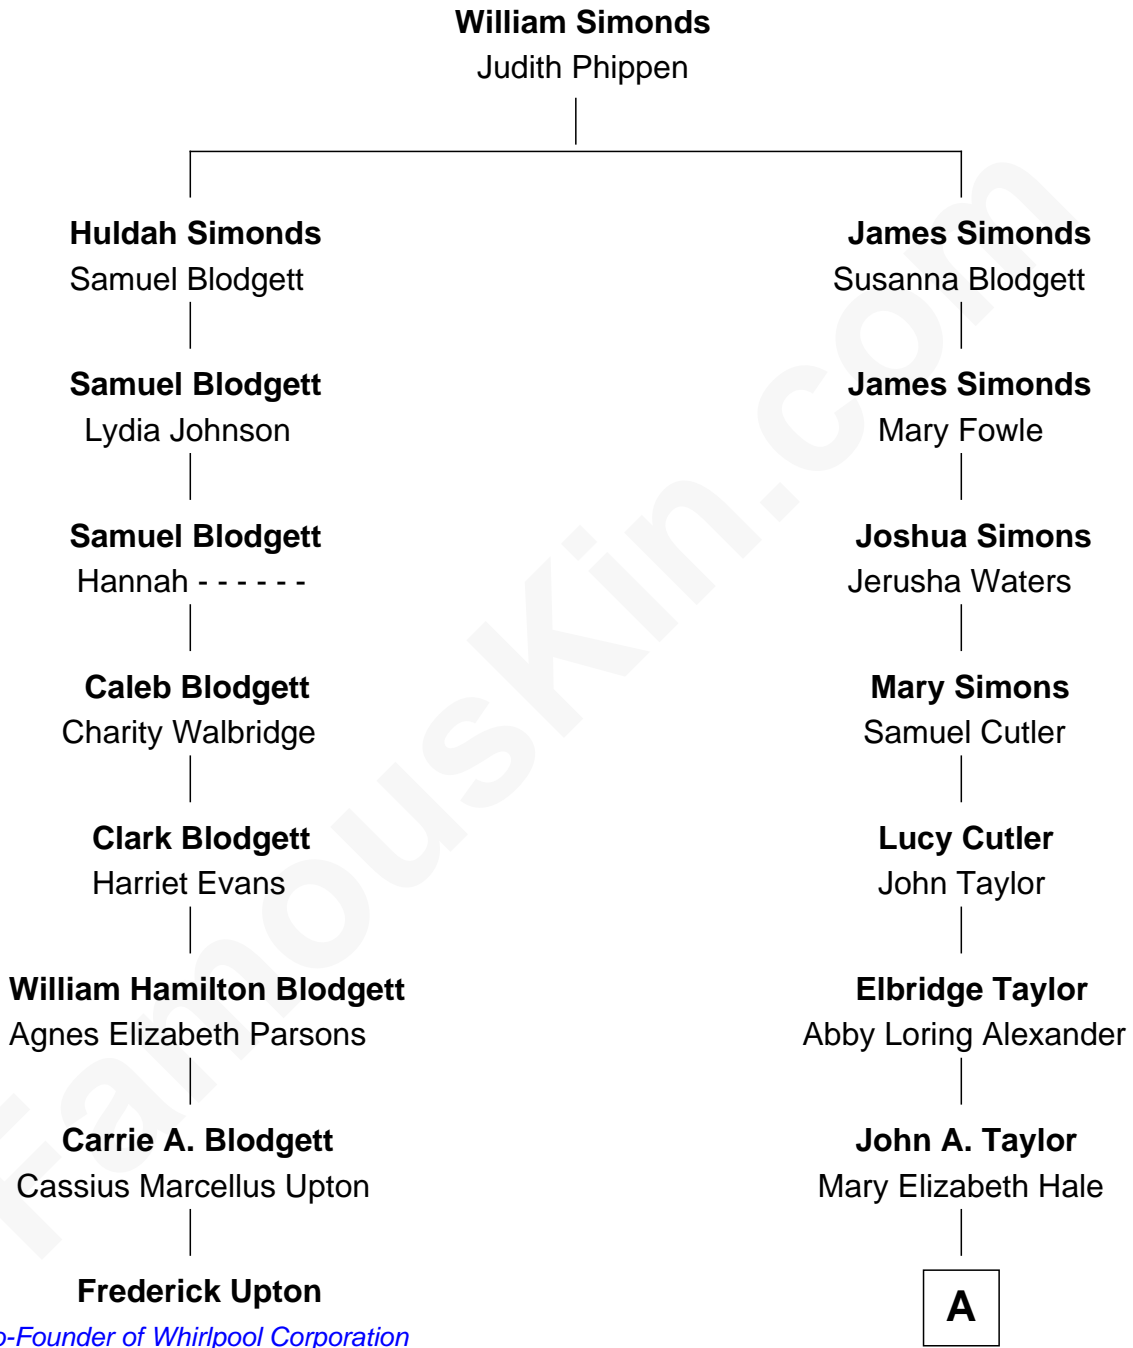 William Simonds
Judith Phippen
Huldah Simonds
Samuel Blodgett
James Simonds
Susanna Blodgett
Samuel Blodgett
Lydia Johnson
James Simonds
Mary Fowle
Samuel Blodgett
Hannah - - - - - -
Joshua Simons
Jerusha Waters
Caleb Blodgett
Charity Walbridge
Mary Simons
Samuel Cutler
Clark Blodgett
Harriet Evans
Lucy Cutler
John Taylor
William Hamilton Blodgett
Agnes Elizabeth Parsons
Elbridge Taylor
Abby Loring Alexander
Carrie A. Blodgett
Cassius Marcellus Upton
John A. Taylor
Mary Elizabeth Hale
Frederick Upton
o-Founder of Whirlpool Corporation
A
FamousKin.com